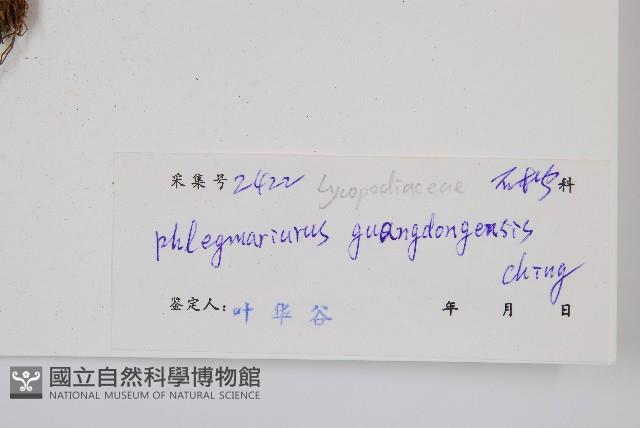 采集号 2422 Lycopodiaceae 石松 科
phlegmariurus guangdongensis
ching
鉴定人: 叶华谷 年 月 日
國立自然科學博物館
NATIONAL MUSEUM OF NATURAL SCIENCE